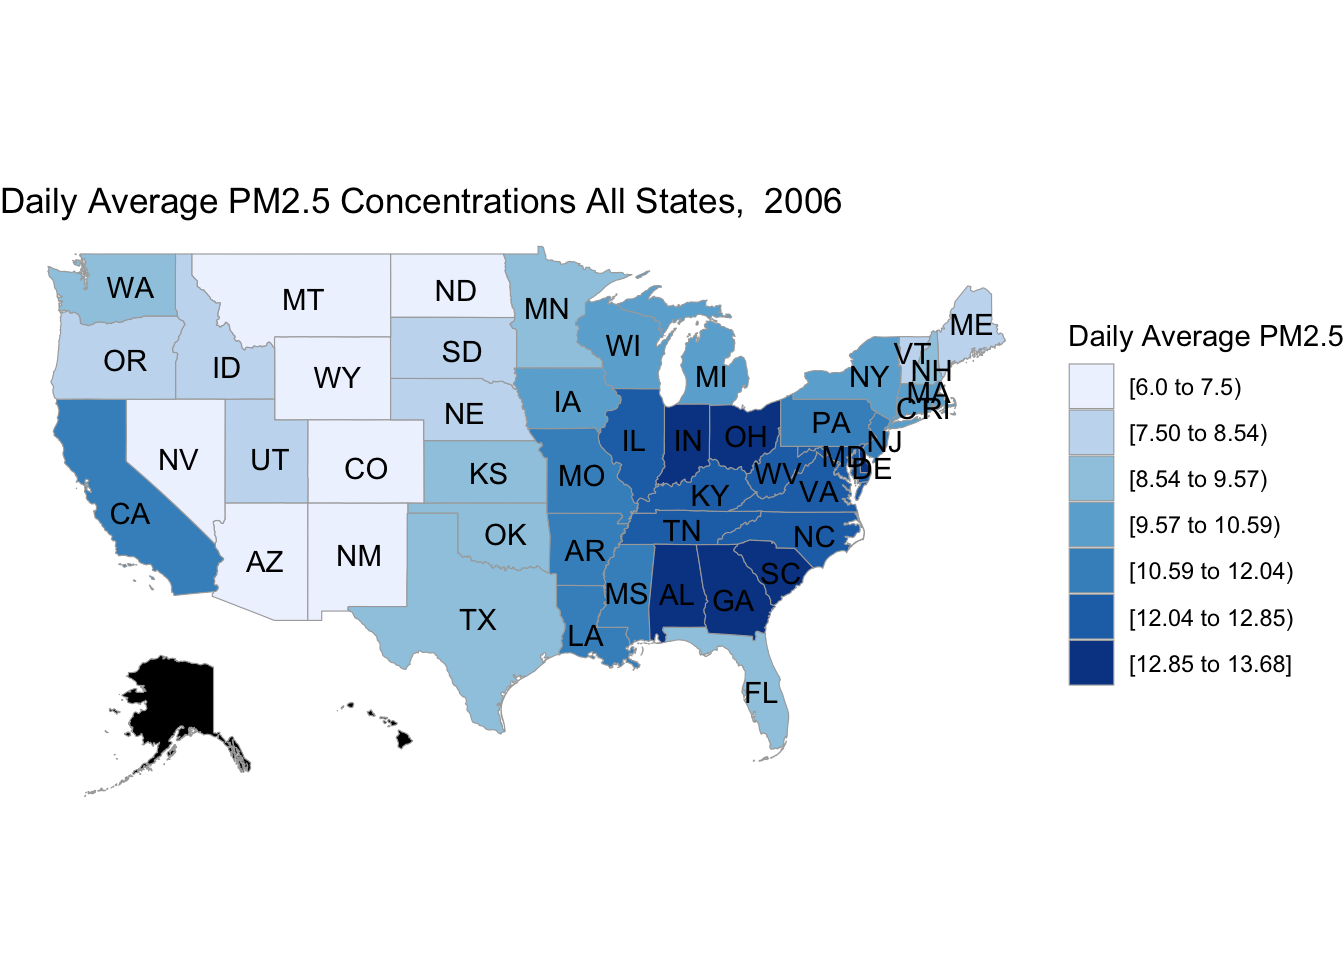 Daily Average PM2.5 Concentrations All States,  2006
WA
MT
ND
MN
ME
OR
ID
WY
SD
WI
MI
NY
VT
NH
MA
CT
RI
NV
UT
CO
NE
IA
IL
IN
OH
PA
NJ
MD
DE
CA
KS
MO
KY
WV
VA
AZ
NM
OK
AR
TN
NC
TX
LA
MS
AL
GA
SC
FL
Daily Average PM2.5
[6.0 to 7.5)
[7.50 to 8.54)
[8.54 to 9.57)
[9.57 to 10.59)
[10.59 to 12.04)
[12.04 to 12.85)
[12.85 to 13.68]